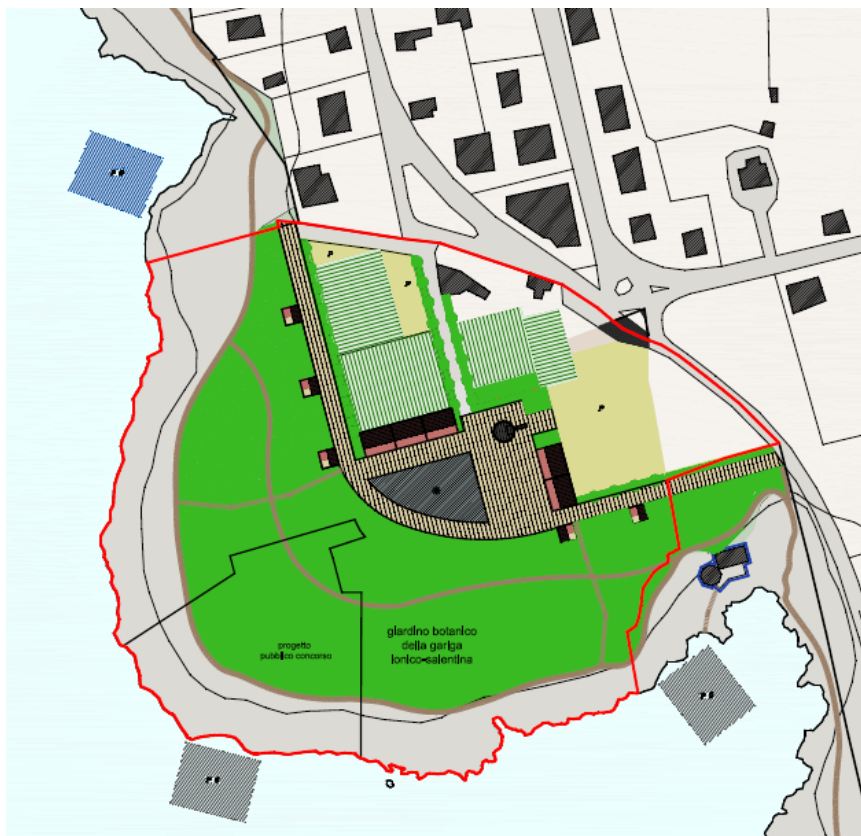 P
P
P
progetto
pubblico concorso
giardino botanico
della gariga
ionico-salentina